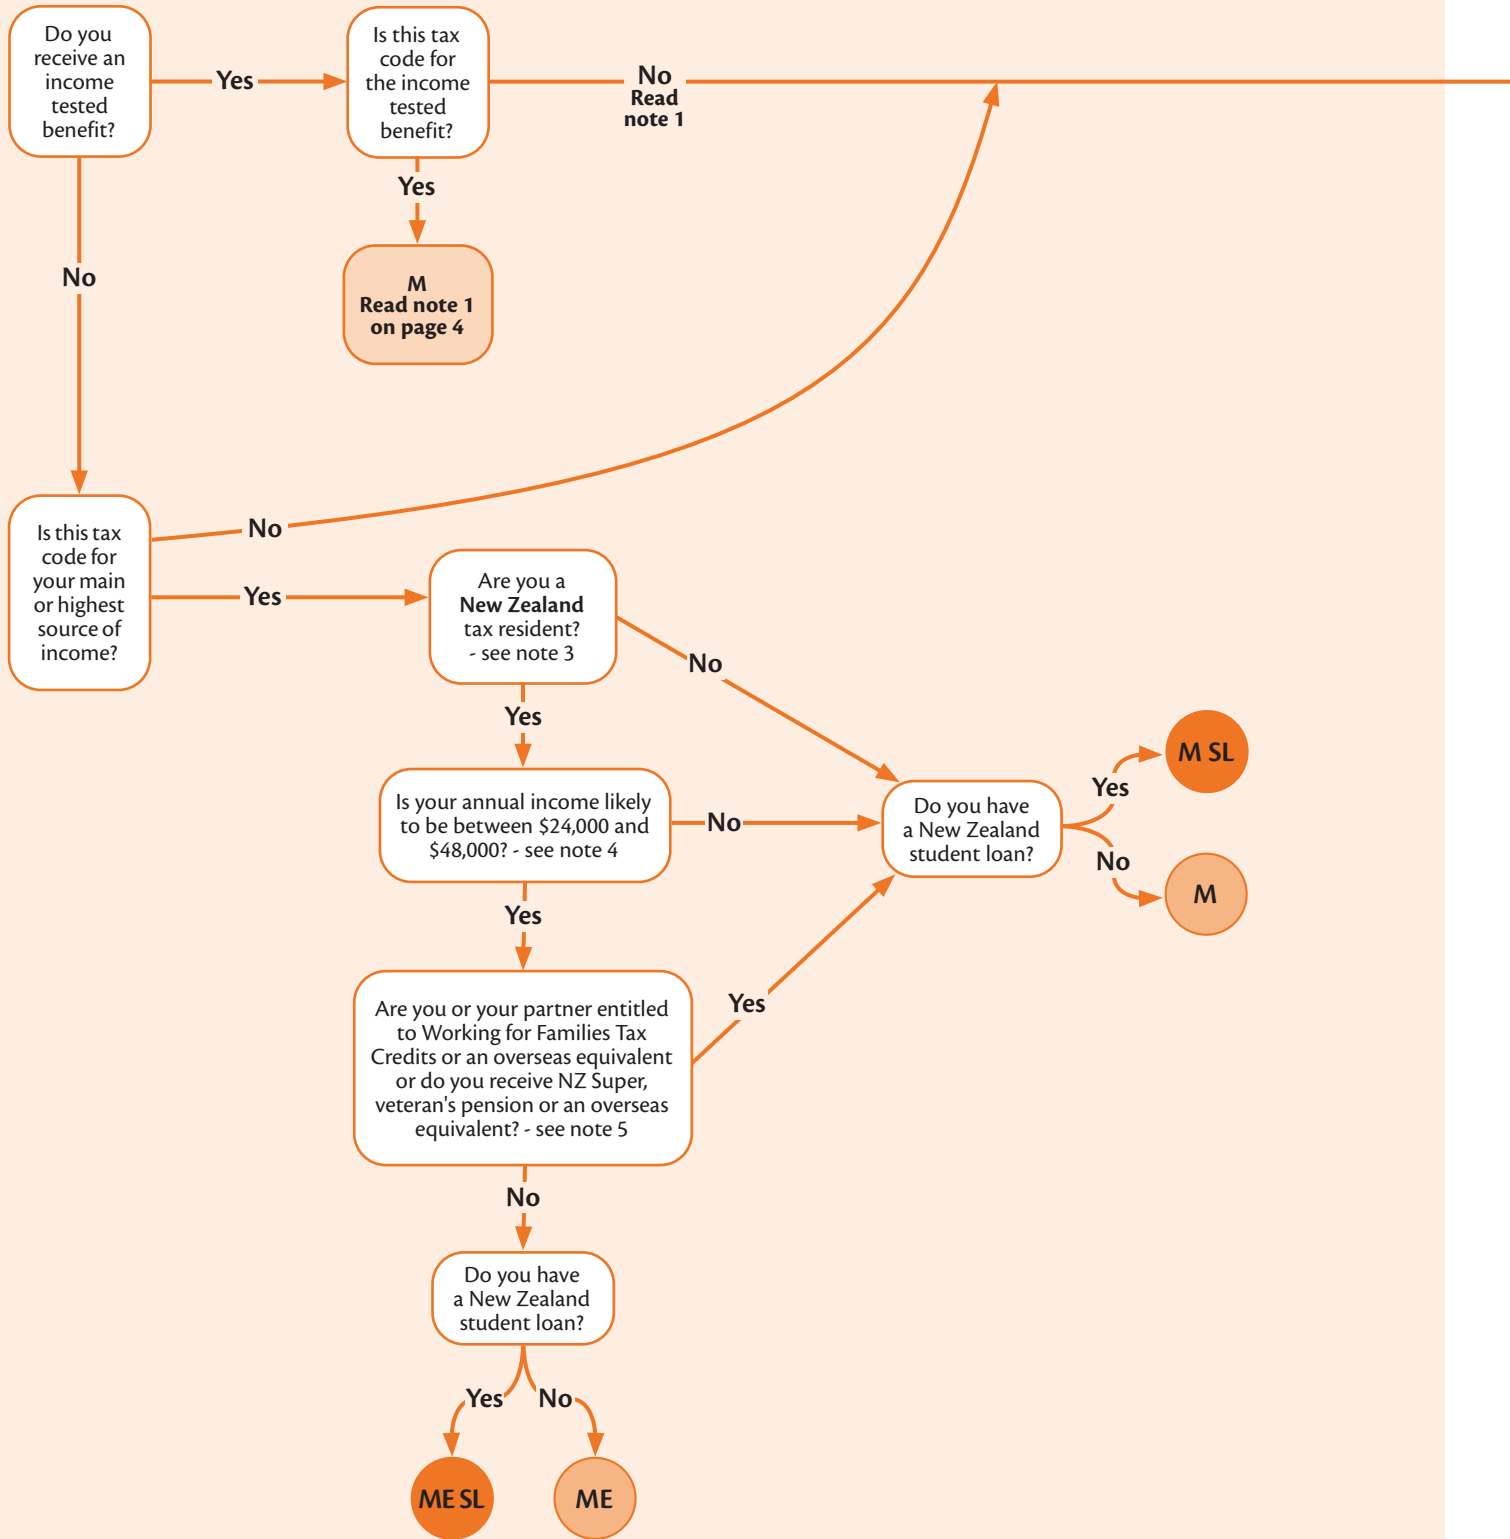 Do you
receive an
income
tested
benefit?
Yes
Is this tax
code for
the income
tested
benefit?
No
Read
note 1
Yes
M
Read note 1
on page 4
No
Is this tax
code for
your main
or highest
source of
income?
No
Yes
Are you a
New Zealand
tax resident?
- see note 3
No
Yes
Is your annual income likely
to be between $24,000 and
$48,000? - see note 4
No
Do you have
a New Zealand
student loan?
Yes
M SL
No
M
Yes
Are you or your partner entitled
to Working for Families Tax
Credits or an overseas equivalent
or do you receive NZ Super,
veteran's pension or an overseas
equivalent? - see note 5
Yes
No
Do you have
a New Zealand
student loan?
Yes
No
ME SL
ME